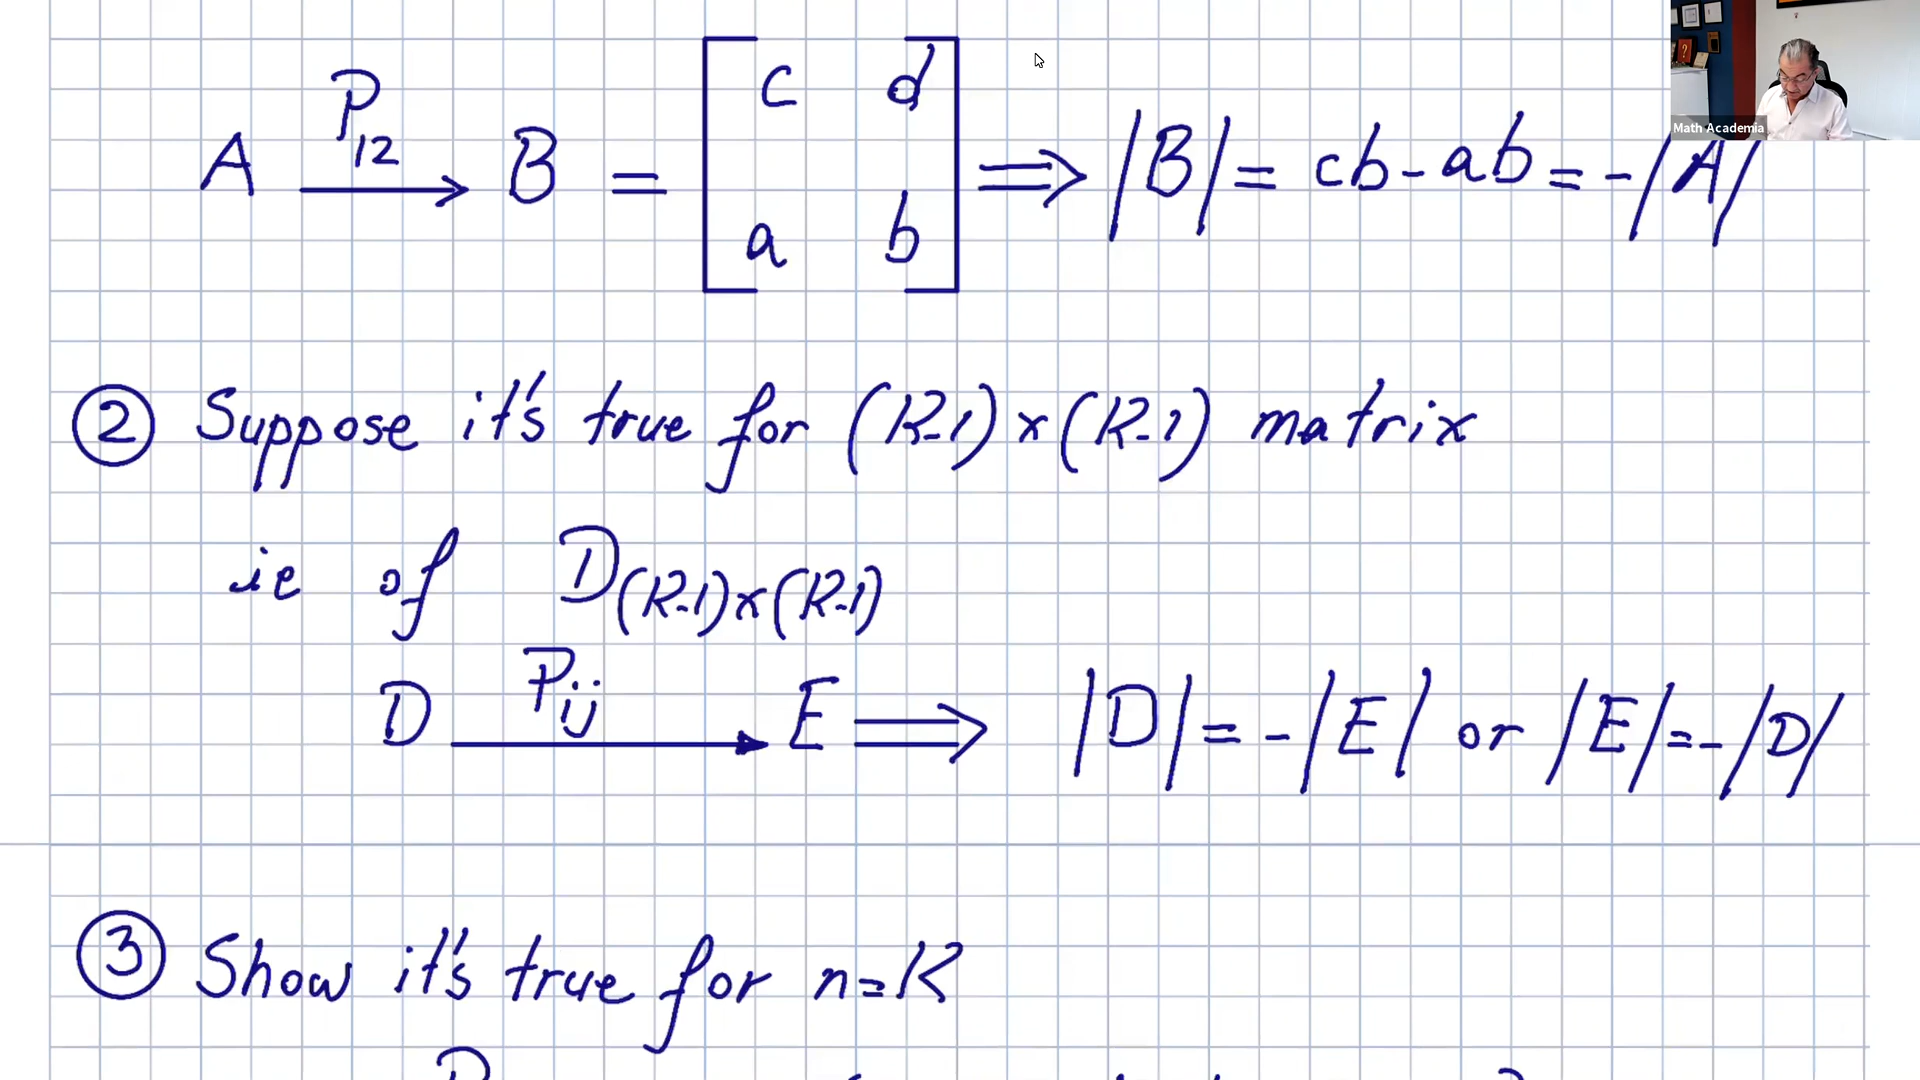 A P12 → B = [ c d
a b ] ⟹ |B| = cb - ab = -|A|
Math Academia
② Suppose it's true for (K-1)×(K-1) matrix
ie of D(K-1)×(K-1)
D Pij → E ⟹ |D| = -|E| or |E| = -|D|
③ Show it's true for n=K